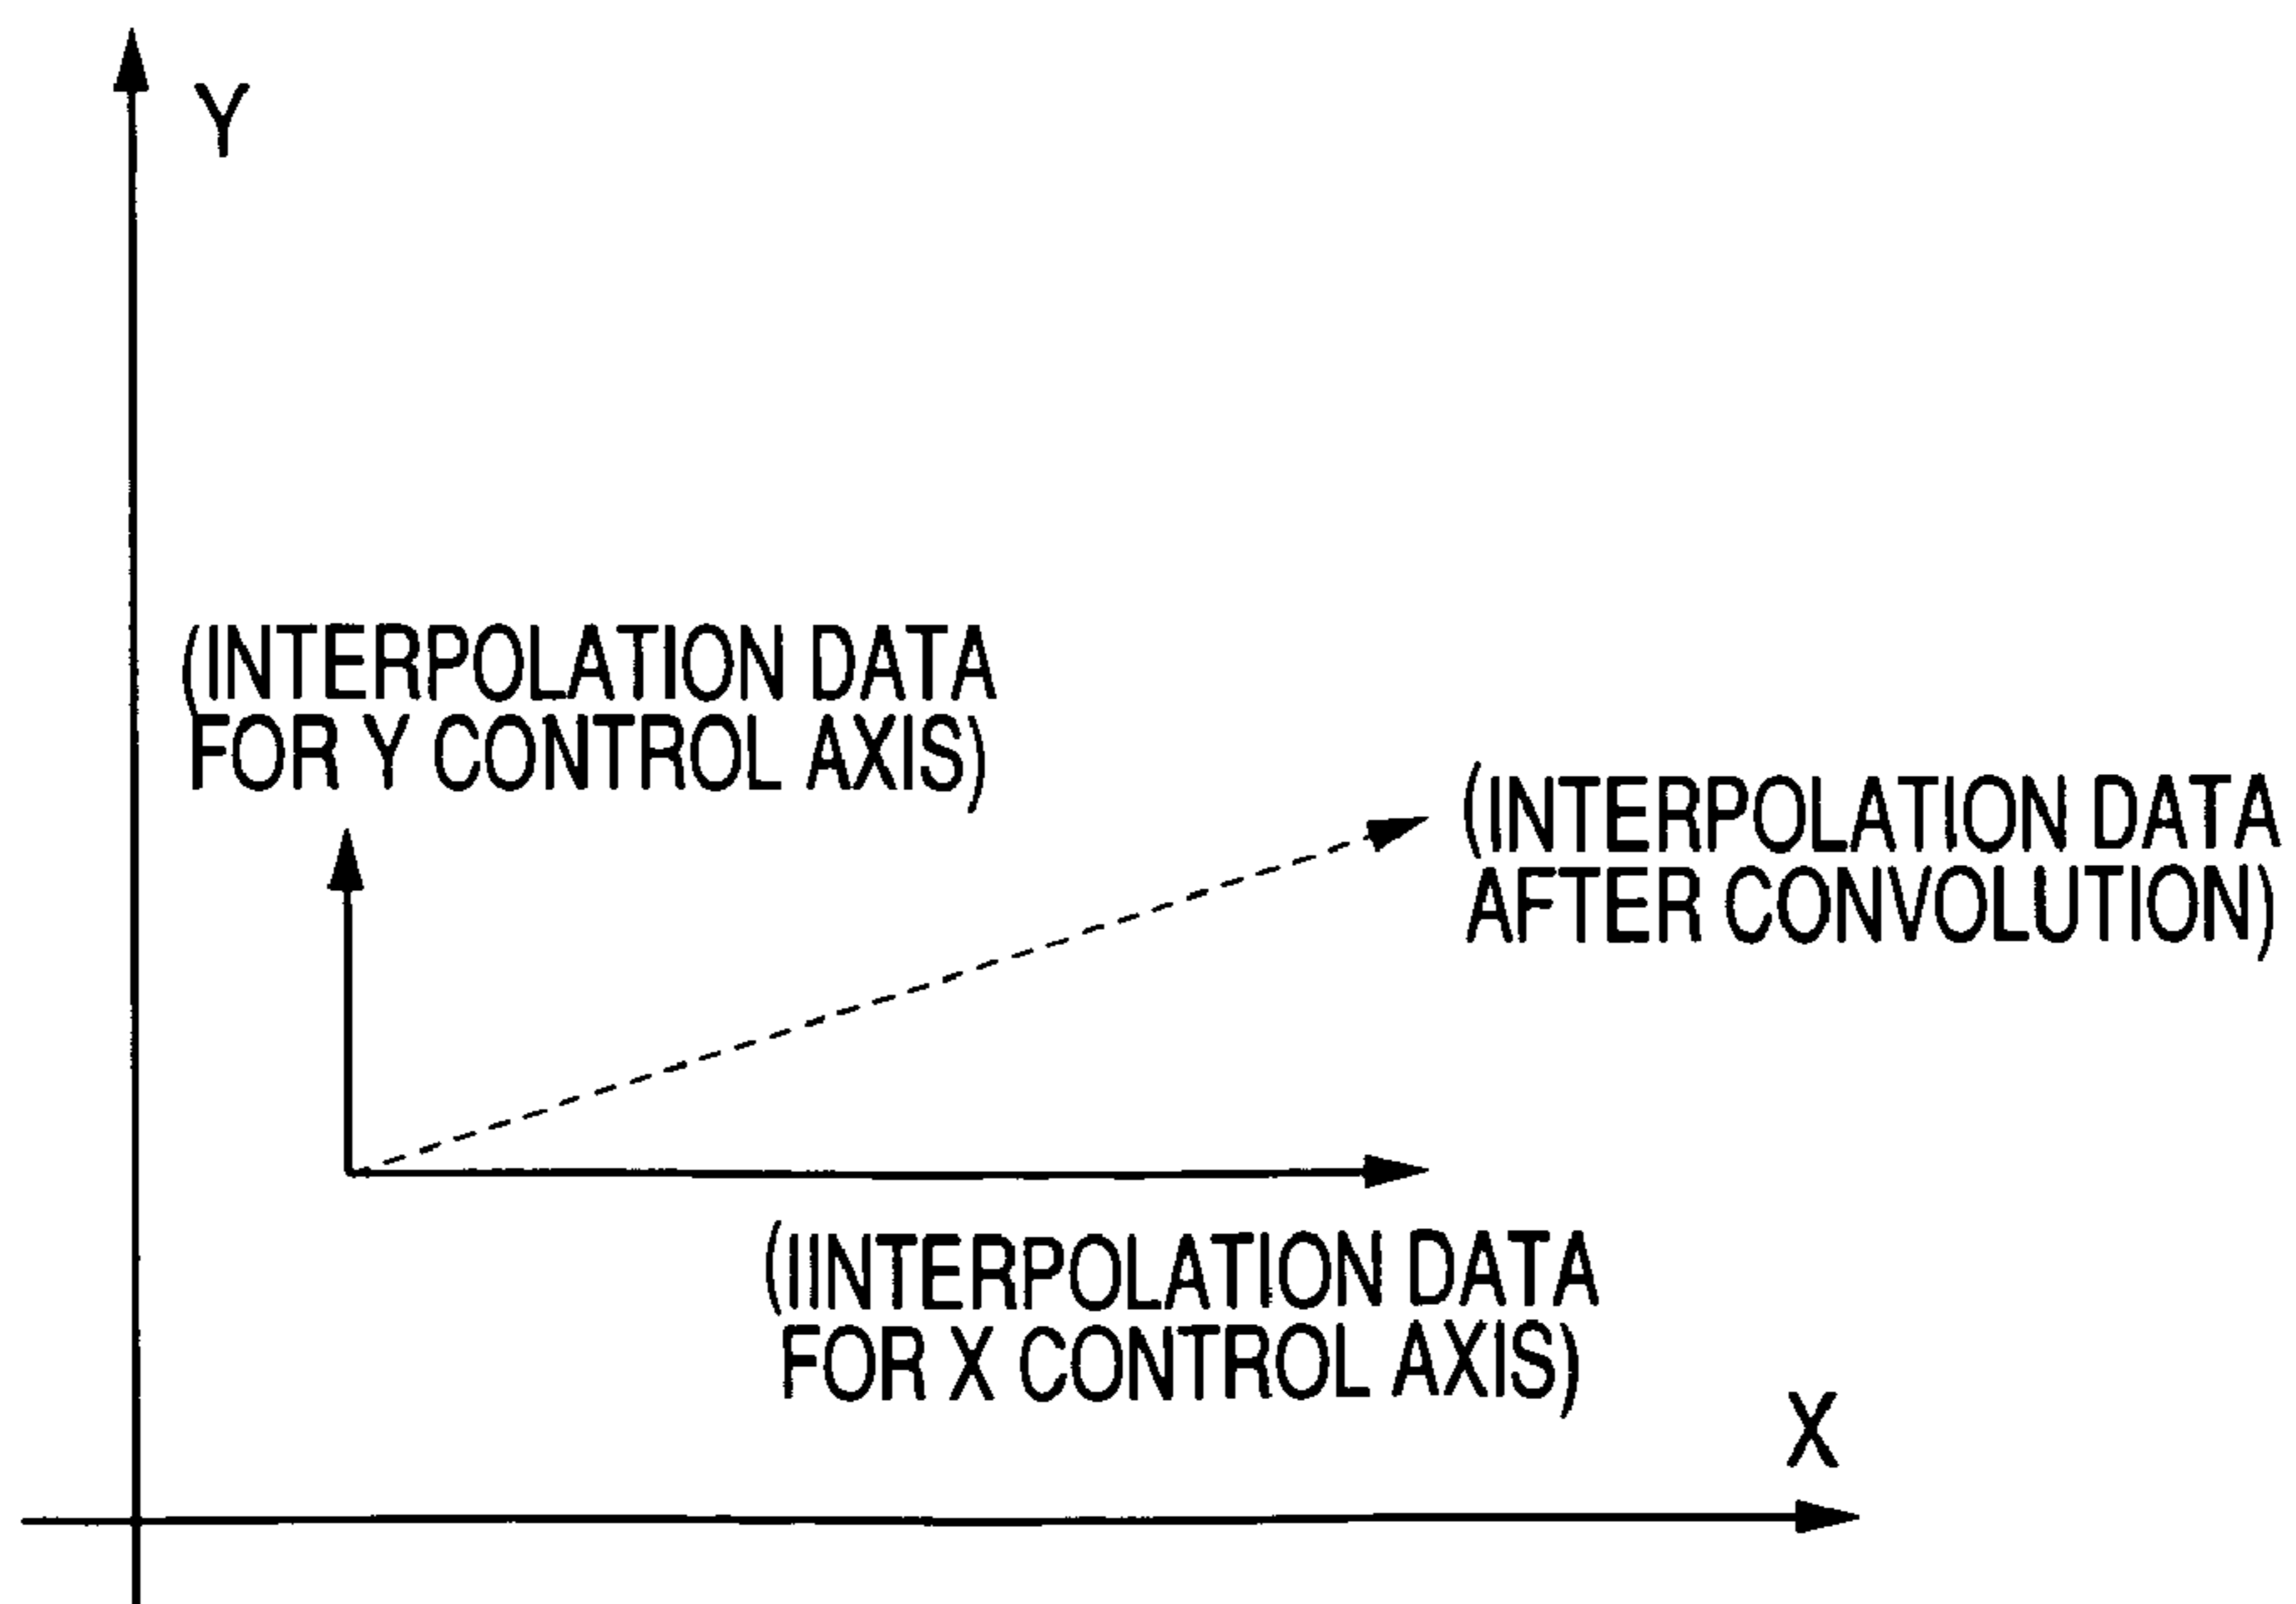 Y
(INTERPOLATION DATA
FOR Y CONTROL AXIS)
(INTERPOLATION DATA
AFTER CONVOLUTION)
(IINTERPOLATION DATA
FOR X CONTROL AXIS)
X